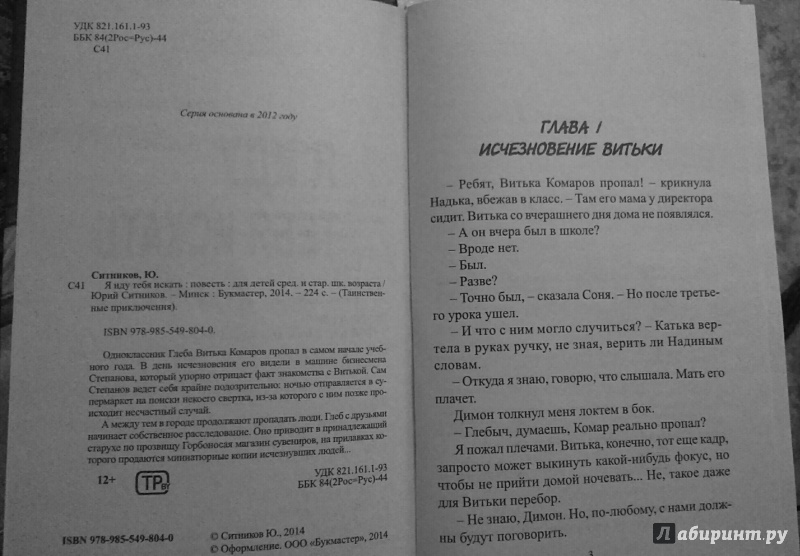 УДК 821.161.1-93
ББК 84(2Рос=Рус)-44
С41
Серия основана в 2012 году
Ситников, Ю.
С41 Я иду тебя искать : повесть : для детей сред. и стар. шк. возраста /
Юрий Ситников. – Минск : Букмастер, 2014. – 224 с. – (Таинствен-
ные приключения).
ISBN 978-985-549-804-0.
Одноклассник Глеба Витька Комаров пропал в самом начале учеб-
ного года. В день исчезновения его видели в машине бизнесмена
Степанова, который упорно отрицает факт знакомства с Витькой. Сам
Степанов ведет себя крайне подозрительно: ночью отправляется в су-
пермаркет на поиски некоего свертка, из-за которого с ним позже про-
исходит несчастный случай.
А между тем в городе продолжают пропадать люди. Глеб с друзьями
начинает собственное расследование. Оно приводит в принадлежащий
старухе по прозвищу Горбоносая магазин сувениров, на прилавках ко-
торого продаются миниатюрные копии исчезнувших людей...
УДК 821.161.1-93
ББК 84(2Рос=Рус)-44
12+
ТР
BY
ISBN 978-985-549-804-0
© Ситников Ю., 2014
© Оформление. ООО «Букмастер», 2014
ГЛАВА 1
ИСЧЕЗНОВЕНИЕ ВИТЬКИ
– Ребят, Витька Комаров пропал! – крикнула
Надька, вбежав в класс. – Там его мама у директора
сидит. Витька со вчерашнего дня дома не появлялся.
– А он вчера был в школе?
– Вроде нет.
– Был.
– Разве?
– Точно был, – сказала Соня. – Но после третье-
го урока ушел.
– И что с ним могло случиться? – Катька вер-
тела в руках ручку, не зная, верить ли Надиным
словам.
– Откуда я знаю, говорю, что слышала. Мать его
плачет.
Димон толкнул меня локтем в бок.
– Глебыч, думаешь, Комар реально пропал?
Я пожал плечами. Витька, конечно, тот еще кадр,
запросто может выкинуть какой-нибудь фокус, но
чтобы не прийти домой ночевать... Не, такое даже
для Витьки перебор.
– Не знаю, Димон. Но, по-любому, с нами долж-
ны будут поговорить.
3
Лабиринт.ру